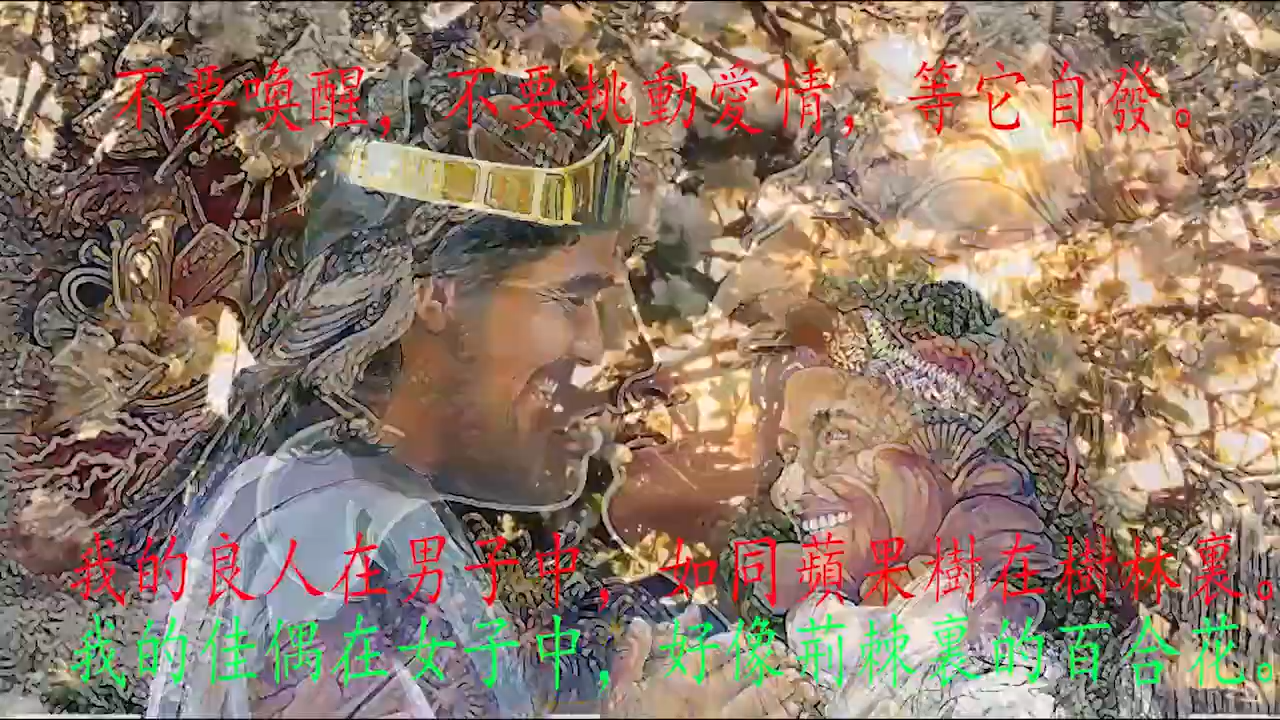 不要唤醒，不要挑動愛情，等它自發。
我的良人在男子中，如同蘋果樹在樹林裏。
我的佳偶在女子中，好像荊棘裏的百合花。